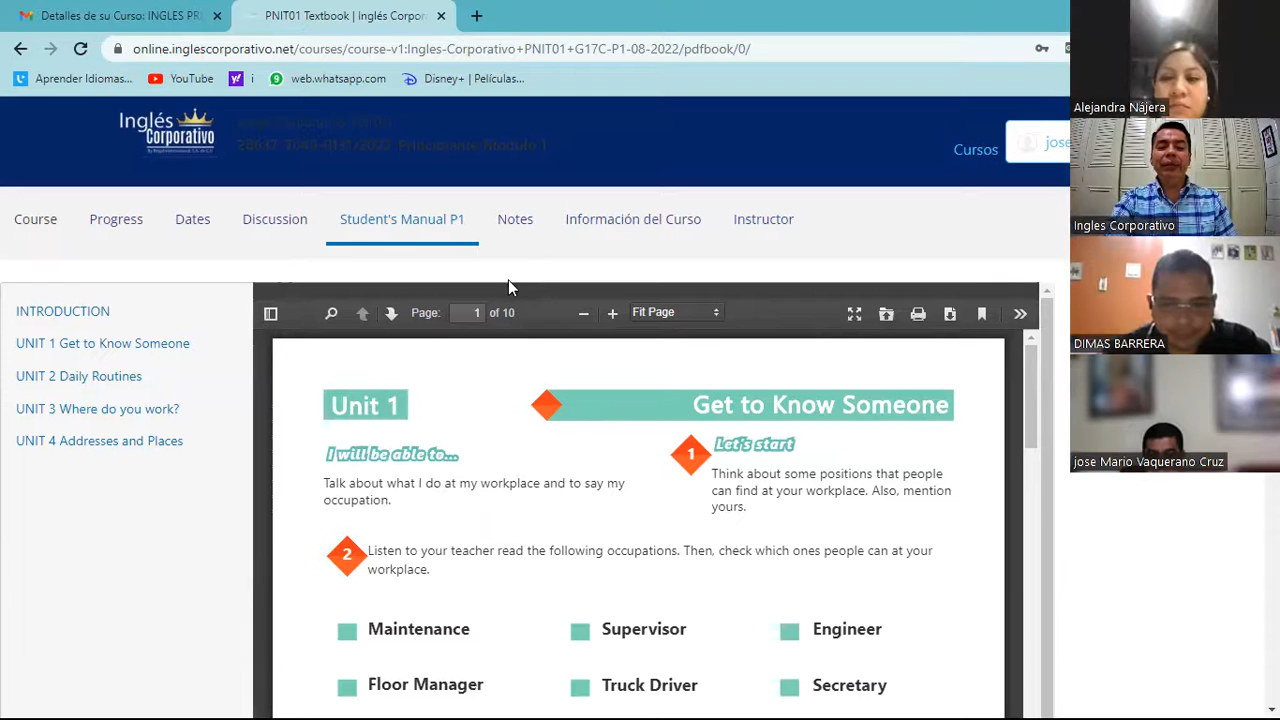 Detalles de su Curso: INGLES PRI
PNIT01 Textbook | Inglés Corpor
online.inglescorporativo.net/courses/course-v1:Ingles-Corporativo+PNIT01+G17C-P1-08-2022/pdfbook/0/
Aprender Idiomas...
YouTube
i
web.whatsapp.com
Disney+ | Películas...
Inglés
Corporativo
Principiante Módulo 1
Cursos
jose
Course
Progress
Dates
Discussion
Student's Manual P1
Notes
Información del Curso
Instructor
INTRODUCTION
UNIT 1 Get to Know Someone
UNIT 2 Daily Routines
UNIT 3 Where do you work?
UNIT 4 Addresses and Places
Page: 1 of 10
Fit Page
Unit 1
Get to Know Someone
I will be able to...
Talk about what I do at my workplace and to say my
occupation.
1
Let's start
Think about some positions that people
can find at your workplace. Also, mention
yours.
2
Listen to your teacher read the following occupations. Then, check which ones people can at your
workplace.
Maintenance
Supervisor
Engineer
Floor Manager
Truck Driver
Secretary
Alejandra Nájera
Ingles Corporativo
DIMAS BARRERA
jose Mario Vaquerano Cruz